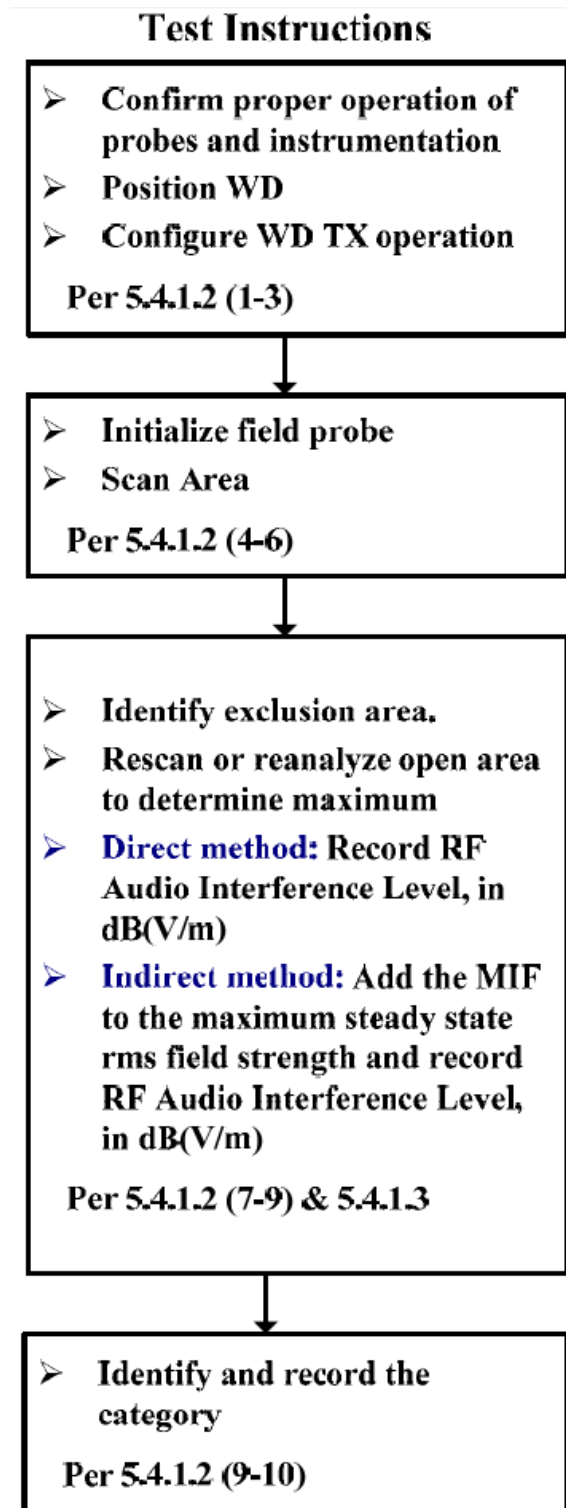 Test Instructions
➢ Confirm proper operation of
probes and instrumentation
➢ Position WD
➢ Configure WD TX operation
Per 5.4.1.2 (1-3)
➢ Initialize field probe
➢ Scan Area
Per 5.4.1.2 (4-6)
➢ Identify exclusion area.
➢ Rescan or reanalyze open area
to determine maximum
➢ Direct method: Record RF
Audio Interference Level, in
dB(V/m)
➢ Indirect method: Add the MIF
to the maximum steady state
rms field strength and record
RF Audio Interference Level,
in dB(V/m)
Per 5.4.1.2 (7-9) & 5.4.1.3
➢ Identify and record the
category
Per 5.4.1.2 (9-10)